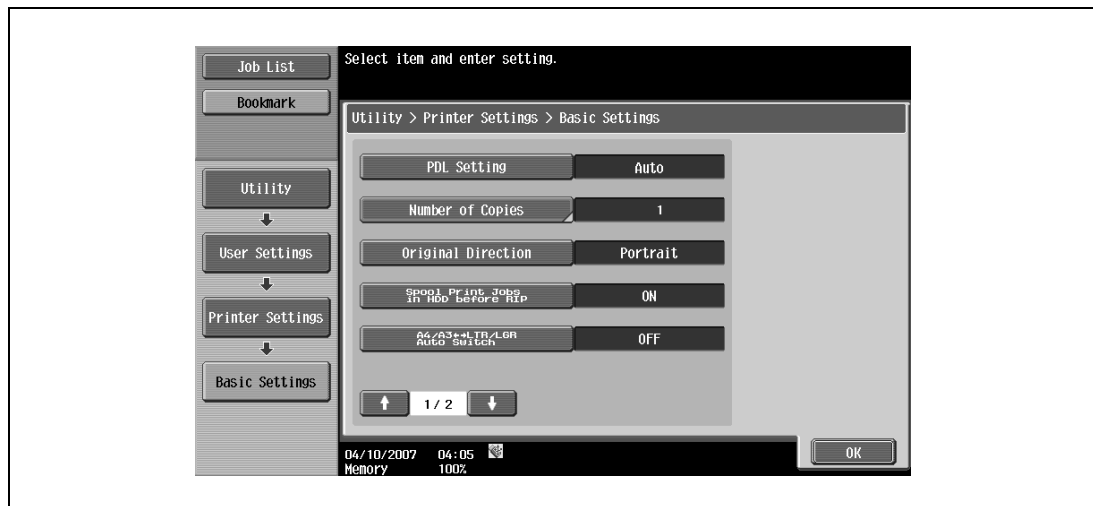 Job List
Bookmark
Select item and enter setting.
Utility > Printer Settings > Basic Settings
Utility
User Settings
Printer Settings
Basic Settings
PDL Setting
Auto
Number of Copies
1
Original Direction
Portrait
Spool Print Jobs
in HDD before RIP
ON
A4/A3↔LTR/LGR
Auto Switch
OFF
1/2
04/10/2007 04:05
Memory 100%
OK